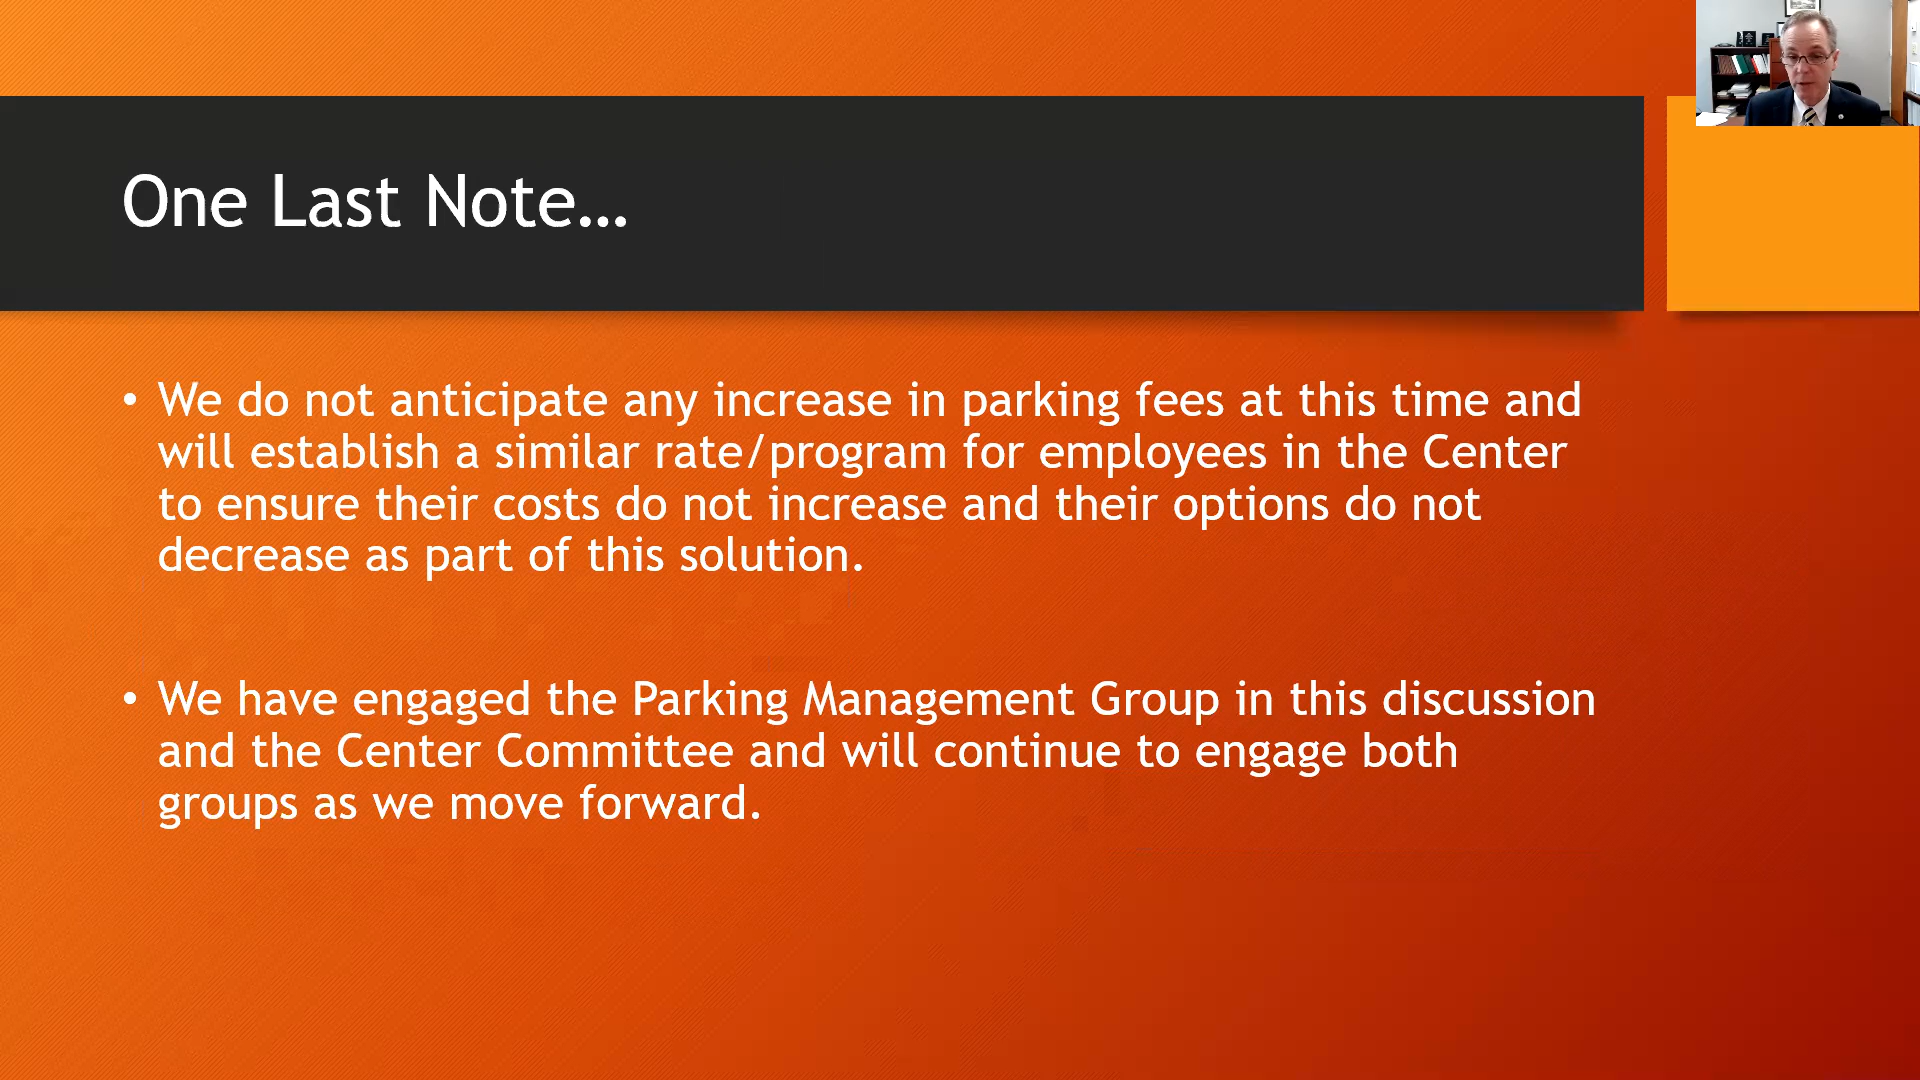 One Last Note…
• We do not anticipate any increase in parking fees at this time and
will establish a similar rate/program for employees in the Center
to ensure their costs do not increase and their options do not
decrease as part of this solution.
• We have engaged the Parking Management Group in this discussion
and the Center Committee and will continue to engage both
groups as we move forward.